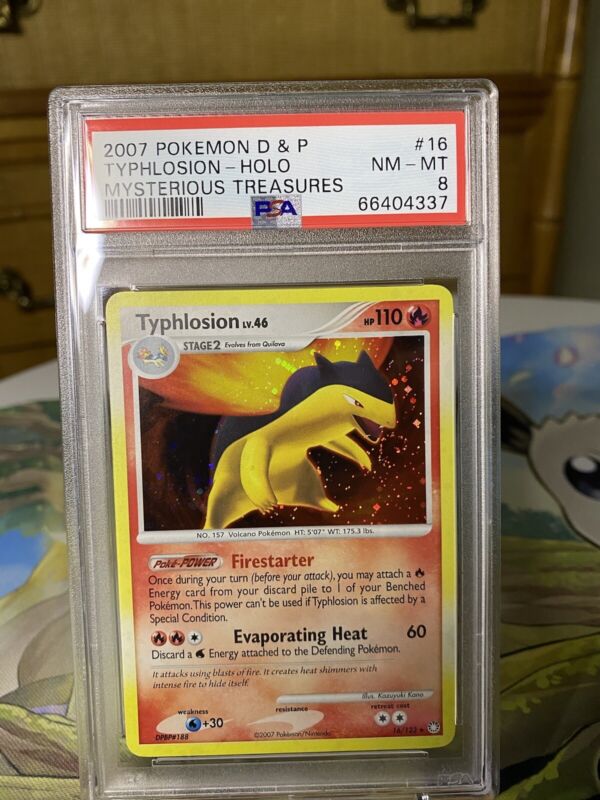 2007 POKEMON D & P #16
TYPHLOSION - HOLO NM - MT
MYSTERIOUS TREASURES 8
PSA 66404337
Typhlosion LV.46 HP 110
STAGE 2 Evolves from Quilava
NO. 157 Volcano Pokémon HT: 5'07" WT: 175.3 lbs.
Poké-POWER Firestarter
Once during your turn (before your attack), you may attach a
Energy card from your discard pile to 1 of your Benched
Pokémon. This power can't be used if Typhlosion is affected by a
Special Condition.
Evaporating Heat 60
Discard a Energy attached to the Defending Pokémon.
It attacks using blasts of fire. It creates heat shimmers with
intense fire to hide itself.
Illus. Kazuyuki Kano
weakness resistance retreat cost
+30
DPBP#188 ©2007 Pokémon/Nintendo 16/123